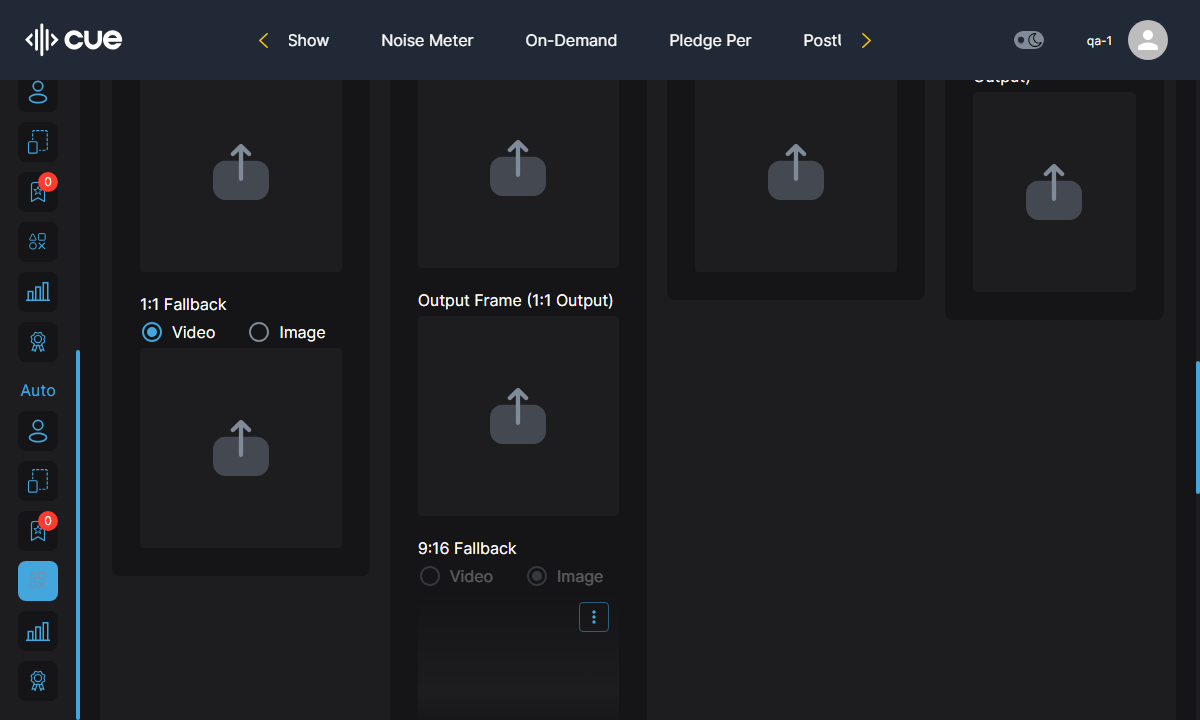 cue
Show
Noise Meter
On-Demand
Pledge Per
qa-1
Output)
0
1:1 Fallback
Video
Image
Output Frame (1:1 Output)
Auto
0
9:16 Fallback
Video
Image